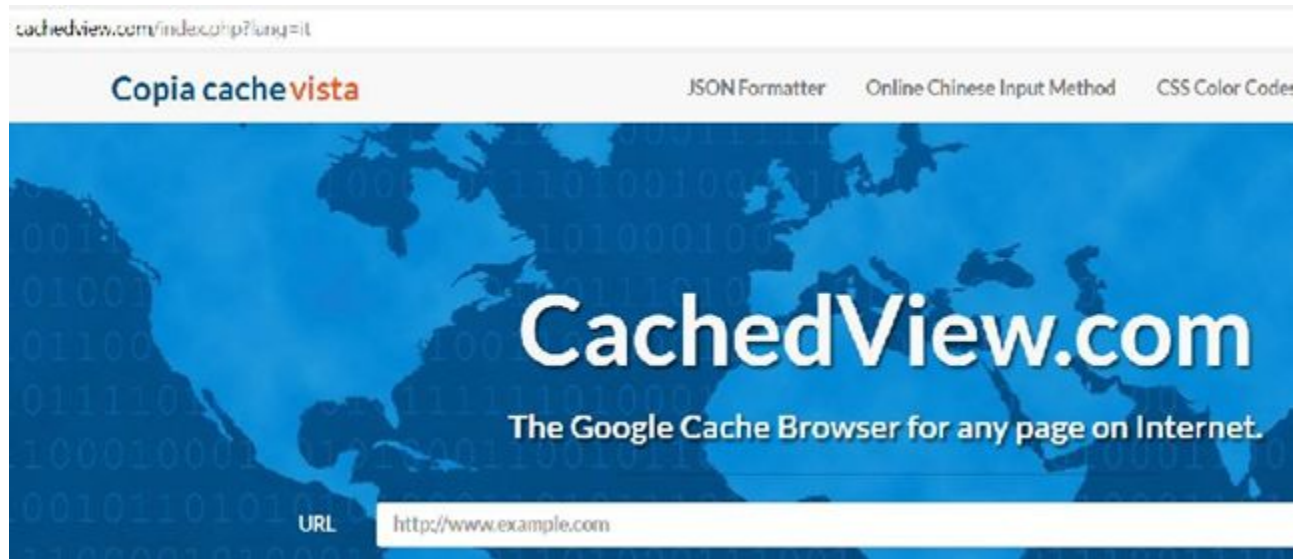 cachedview.com/index.php?lang=it
Copia cache vista
JSON Formatter Online Chinese Input Method CSS Color Codes
CachedView.com
The Google Cache Browser for any page on Internet.
URL http://www.example.com